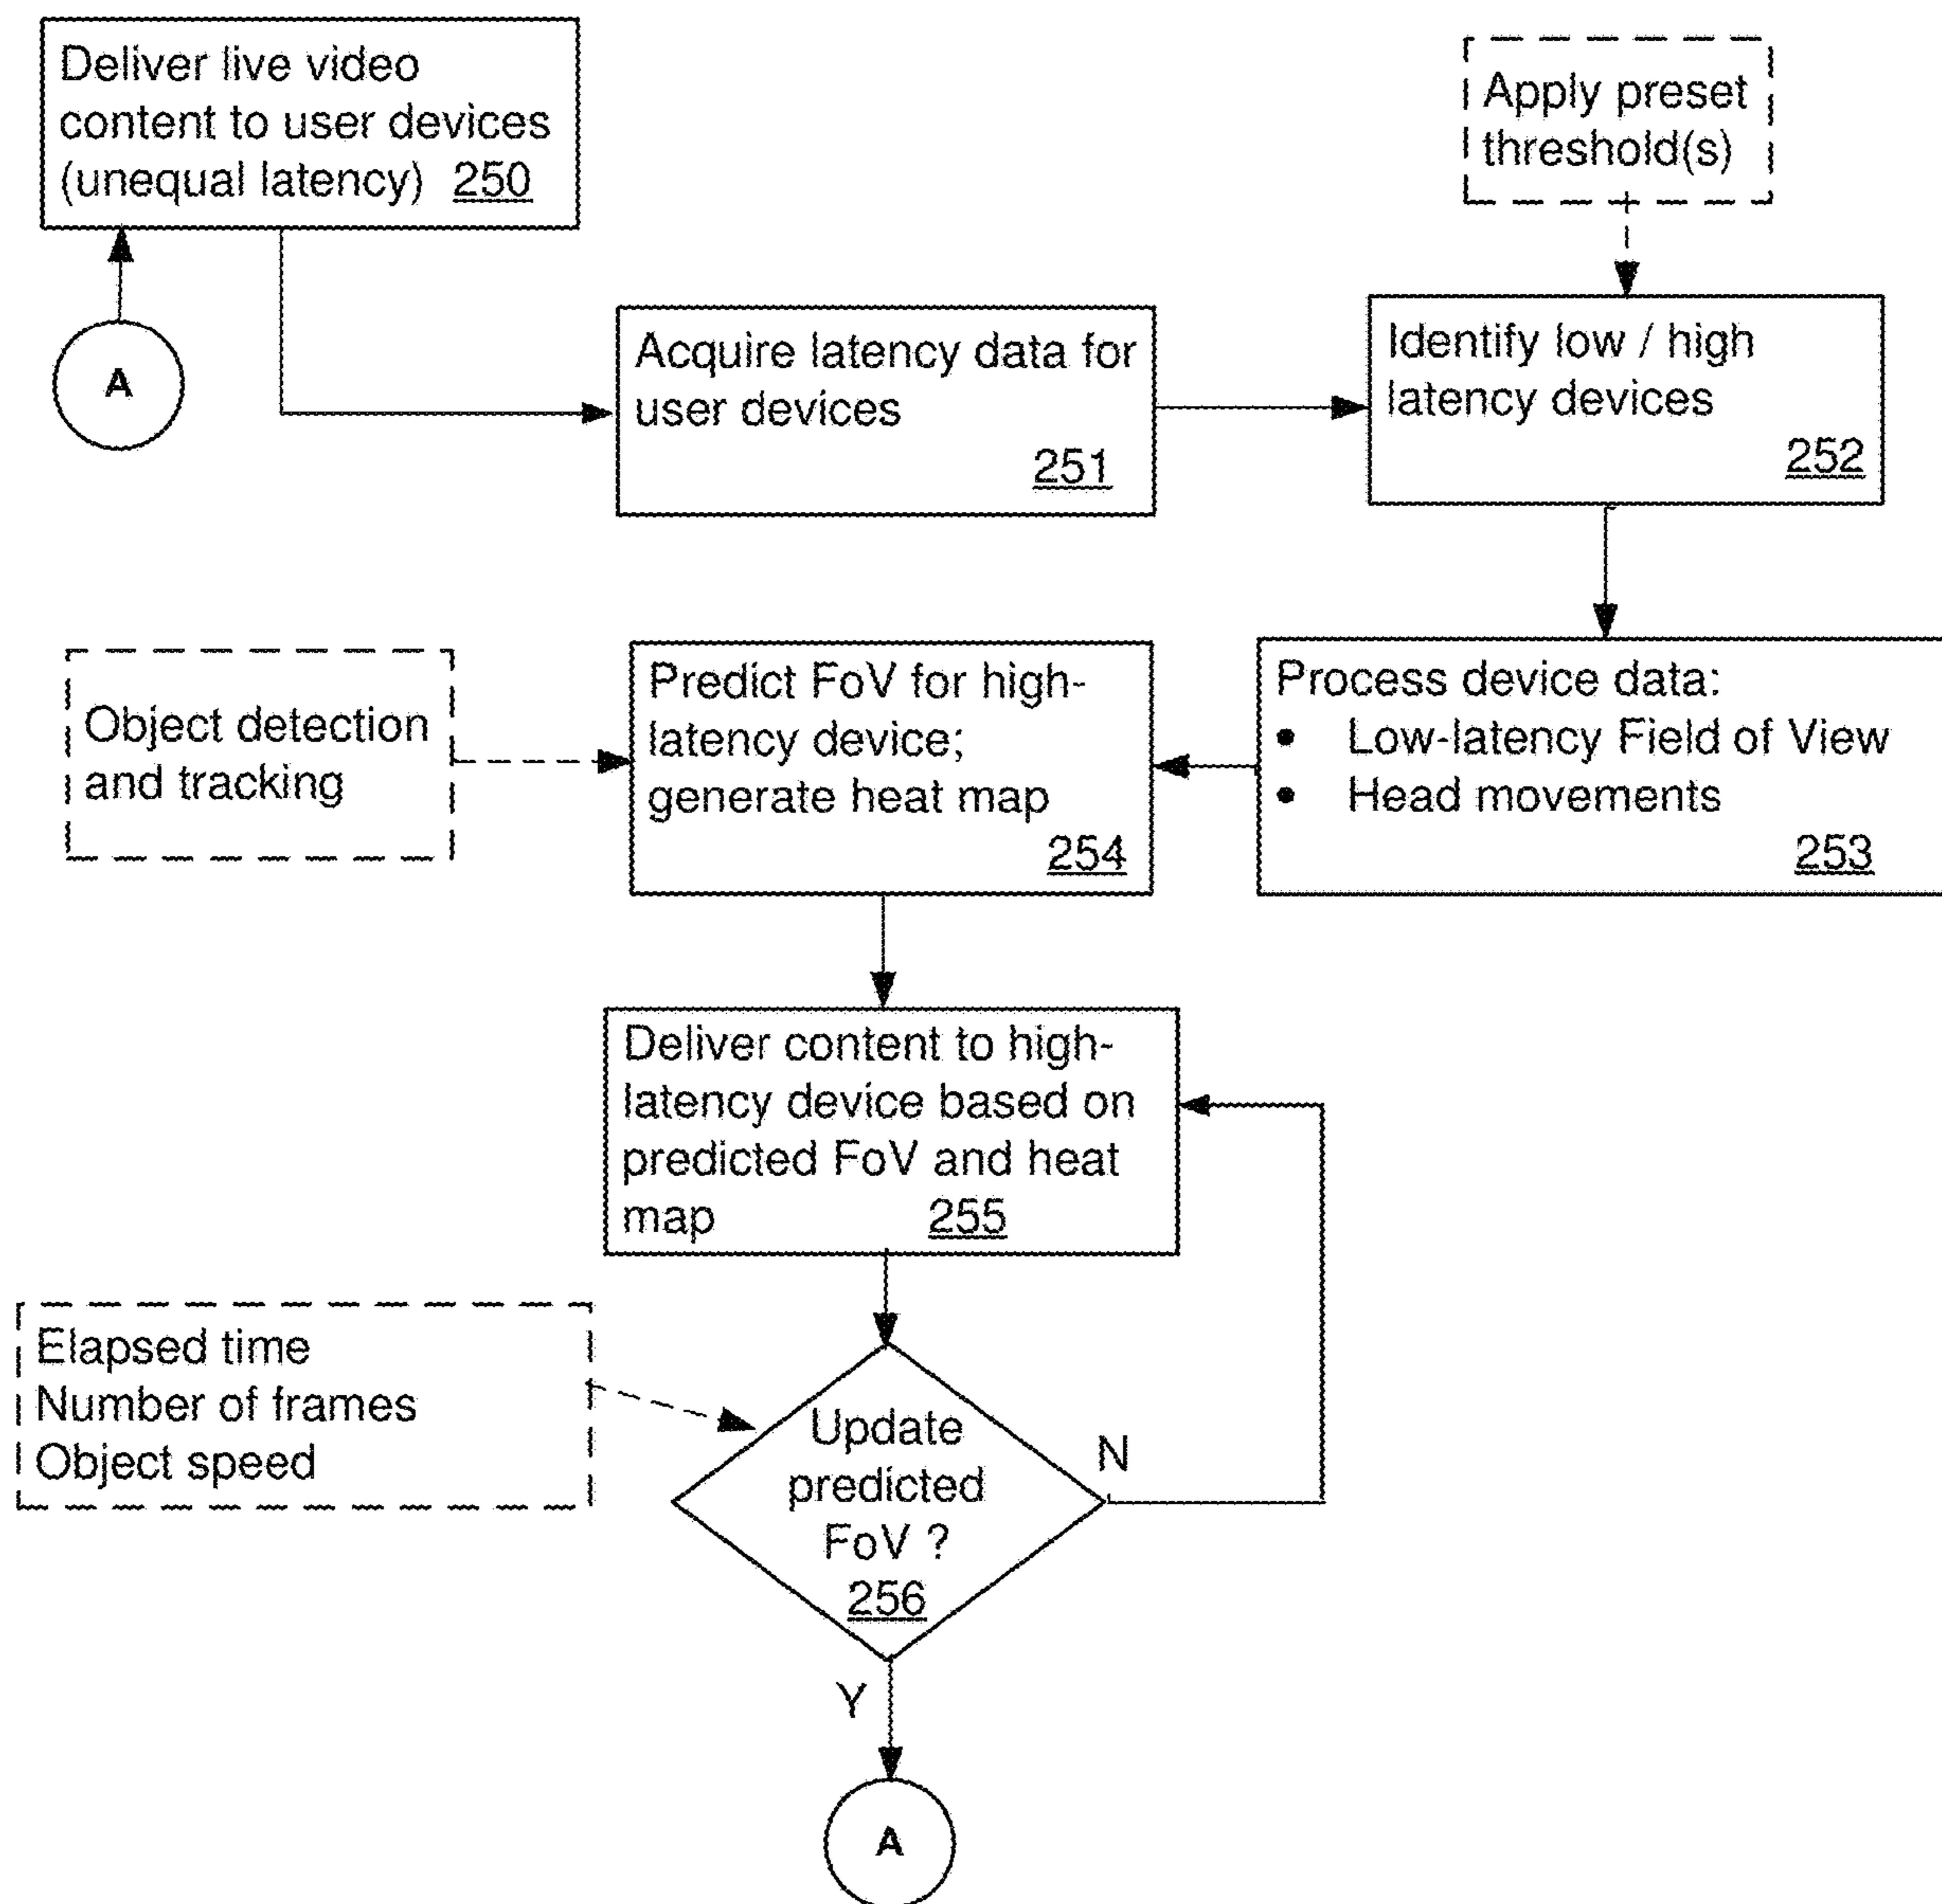 Deliver live video
content to user devices
(unequal latency) 250
Apply preset
threshold(s)
A
Acquire latency data for
user devices
251
Identify low / high
latency devices
252
Object detection
and tracking
Predict FoV for high-
latency device;
generate heat map
254
Process device data:
• Low-latency Field of View
• Head movements
253
Deliver content to high-
latency device based on
predicted FoV and heat
map 255
Elapsed time
Number of frames
Object speed
Update
predicted
FoV ?
256
N
Y
A